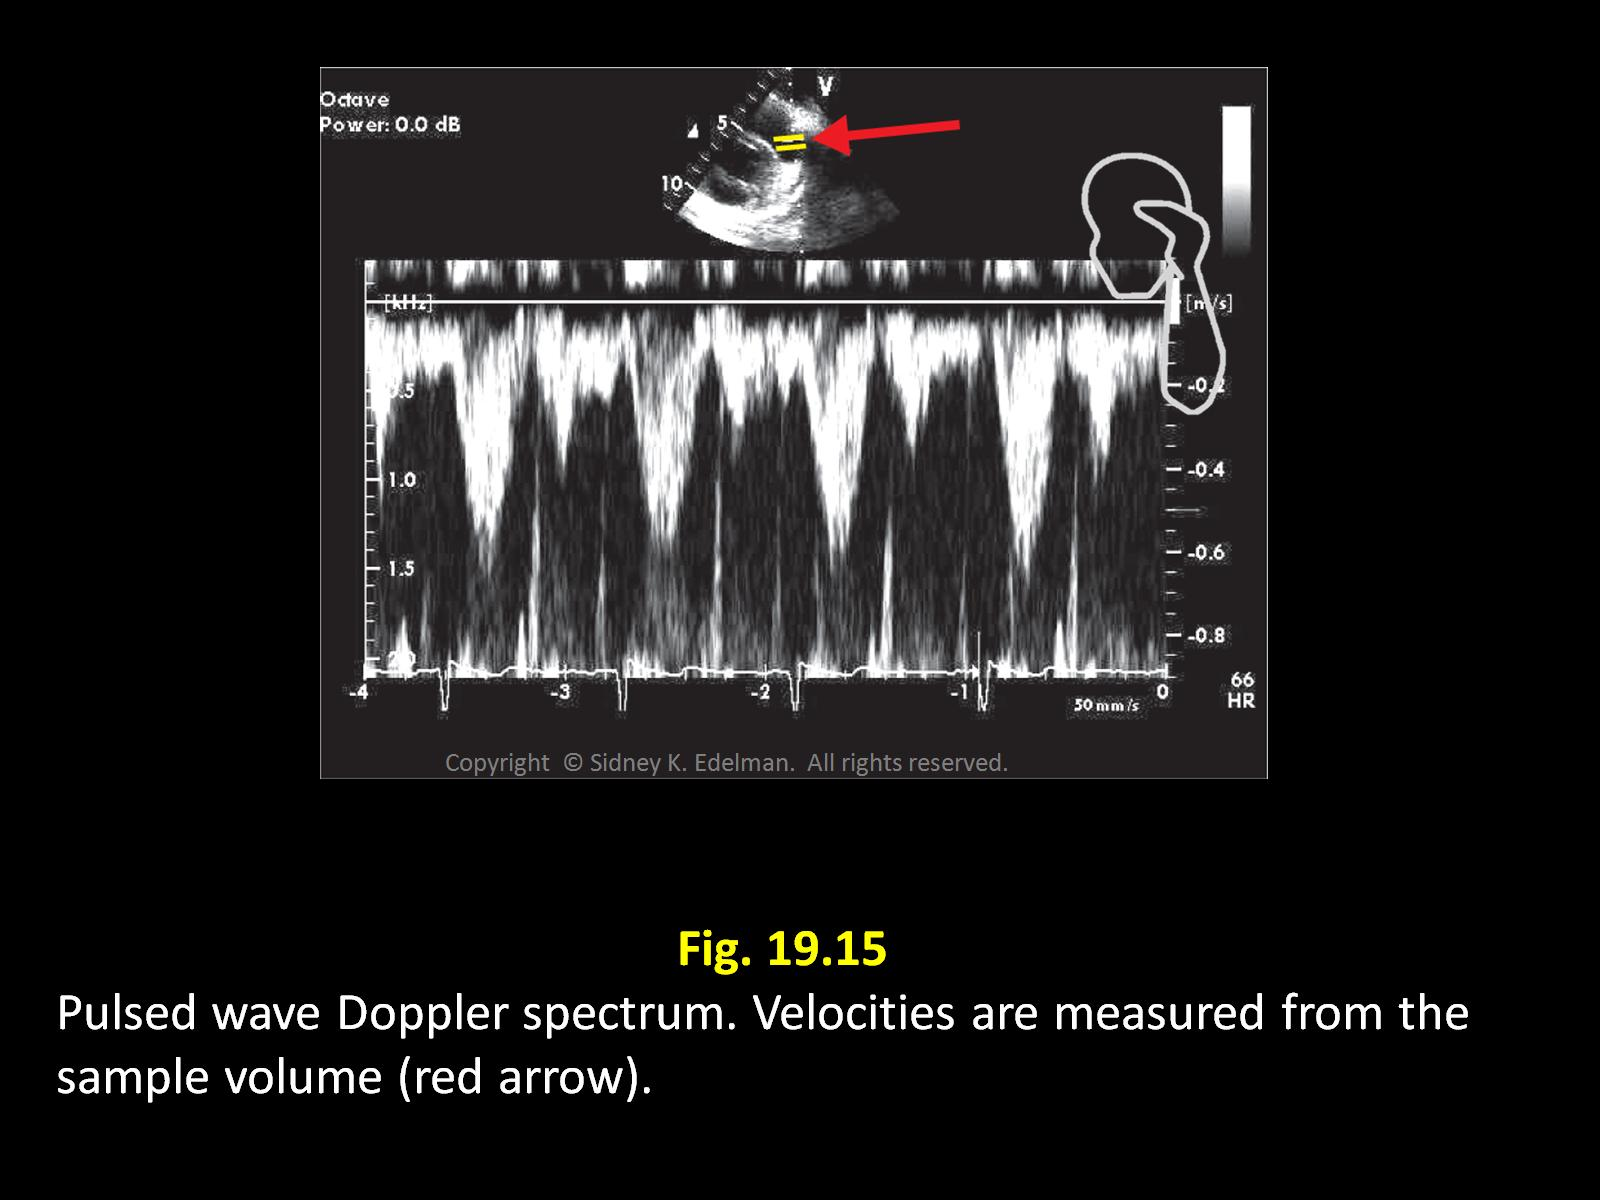 Octave
Power: 0.0 dB
V
5
10
[kHz]
[m/s]
0.5
-0.2
1.0
-0.4
1.5
-0.6
2.0
-0.8
-4
-3
-2
-1
0
50 mm/s
66
HR
Copyright © Sidney K. Edelman. All rights reserved.
Fig. 19.15
Pulsed wave Doppler spectrum. Velocities are measured from the
sample volume (red arrow).